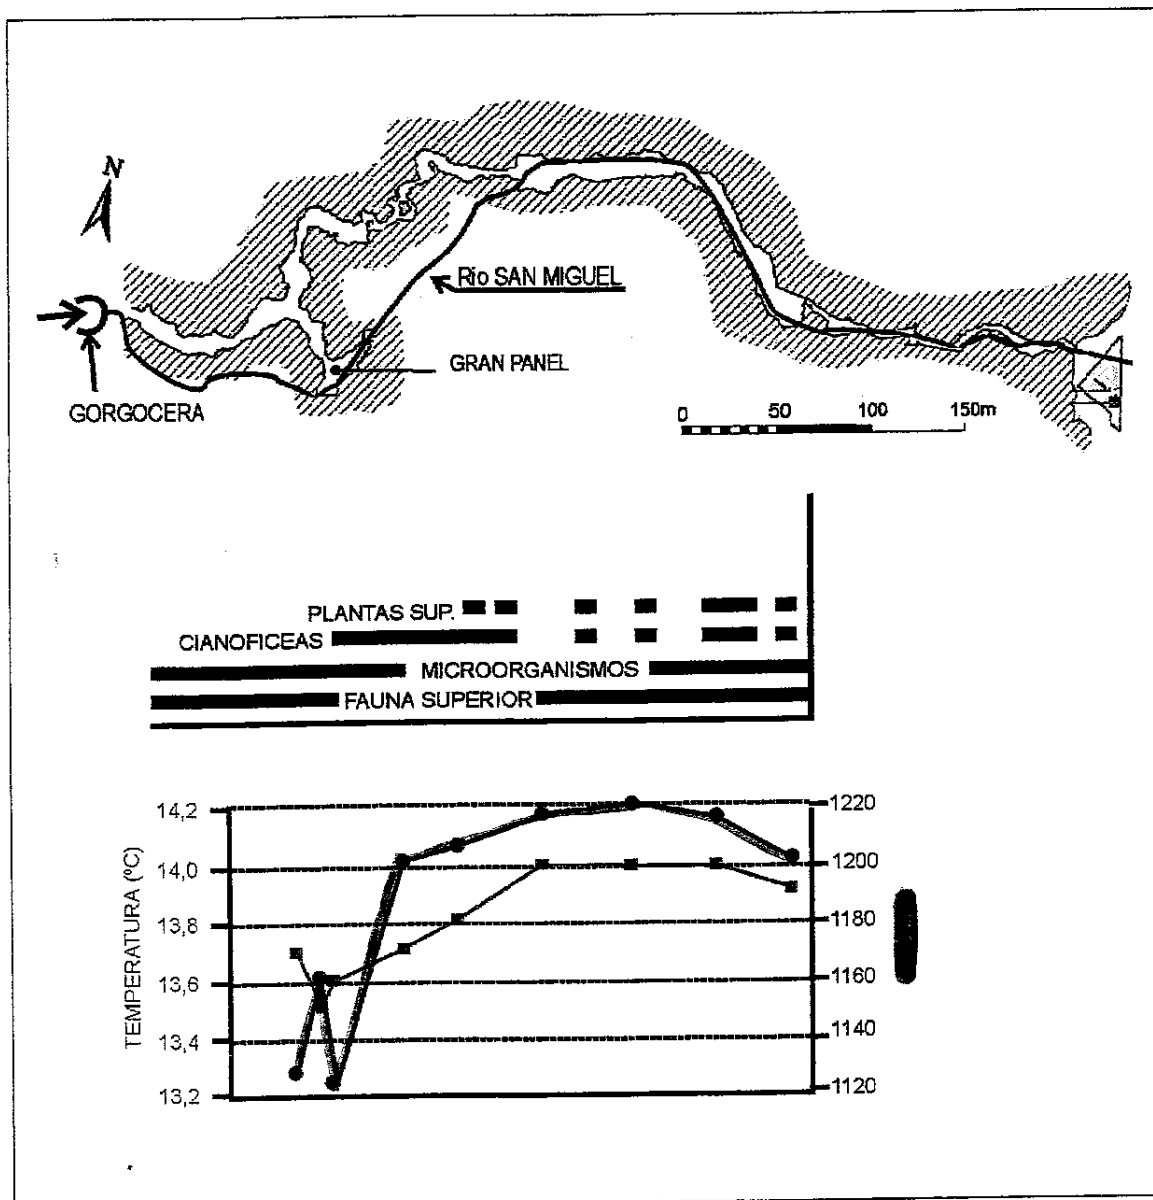 N
Río SAN MIGUEL
GRAN PANEL
GORGOCERA
0 50 100 150m
PLANTAS SUP.
CIANOFICEAS
MICROORGANISMOS
FAUNA SUPERIOR
TEMPERATURA (ºC)
14,2 1220
14,0 1200
13,8 1180
13,6 1160
13,4 1140
13,2 1120